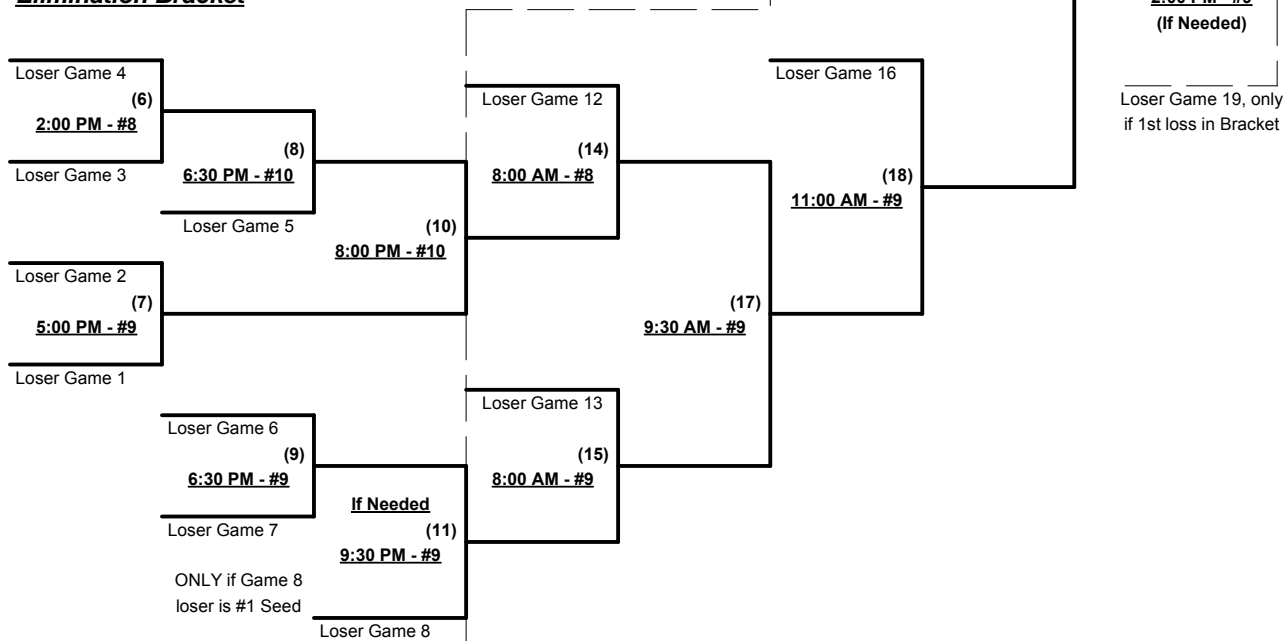 Elimination Bracket
(If Needed)
Loser Game 4
Loser Game 16
(6)
Loser Game 12
Loser Game 19, only
2:00 PM - #8
if 1st loss in Bracket
(8)
(14)
Loser Game 3
6:30 PM - #10
8:00 AM - #8
(18)
11:00 AM - #9
Loser Game 5
(10)
8:00 PM - #10
Loser Game 2
(7)
(17)
5:00 PM - #9
9:30 AM - #9
Loser Game 1
Loser Game 13
Loser Game 6
(9)
(15)
6:30 PM - #9
8:00 AM - #9
If Needed
Loser Game 7
(11)
9:30 PM - #9
ONLY if Game 8
loser is #1 Seed
Loser Game 8